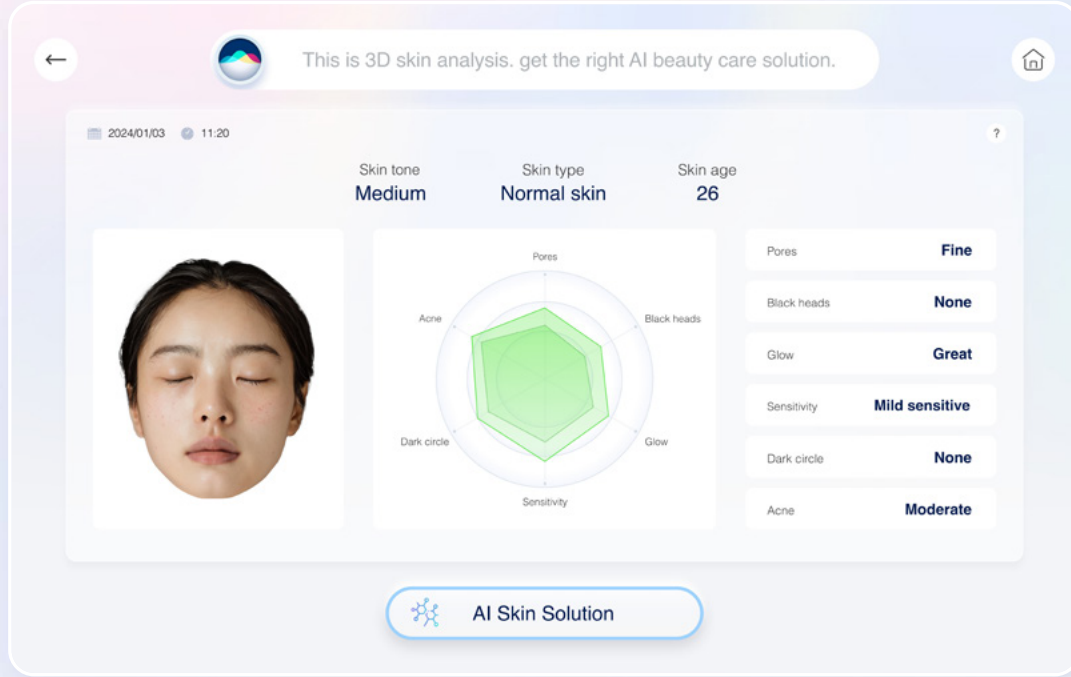 This is 3D skin analysis. get the right AI beauty care solution.
2024/01/03 11:20
?
Skin tone
Medium
Skin type
Normal skin
Skin age
26
Pores
Black heads
Glow
Sensitivity
Dark circle
Acne
Pores Fine
Black heads None
Glow Great
Sensitivity Mild sensitive
Dark circle None
Acne Moderate
AI Skin Solution